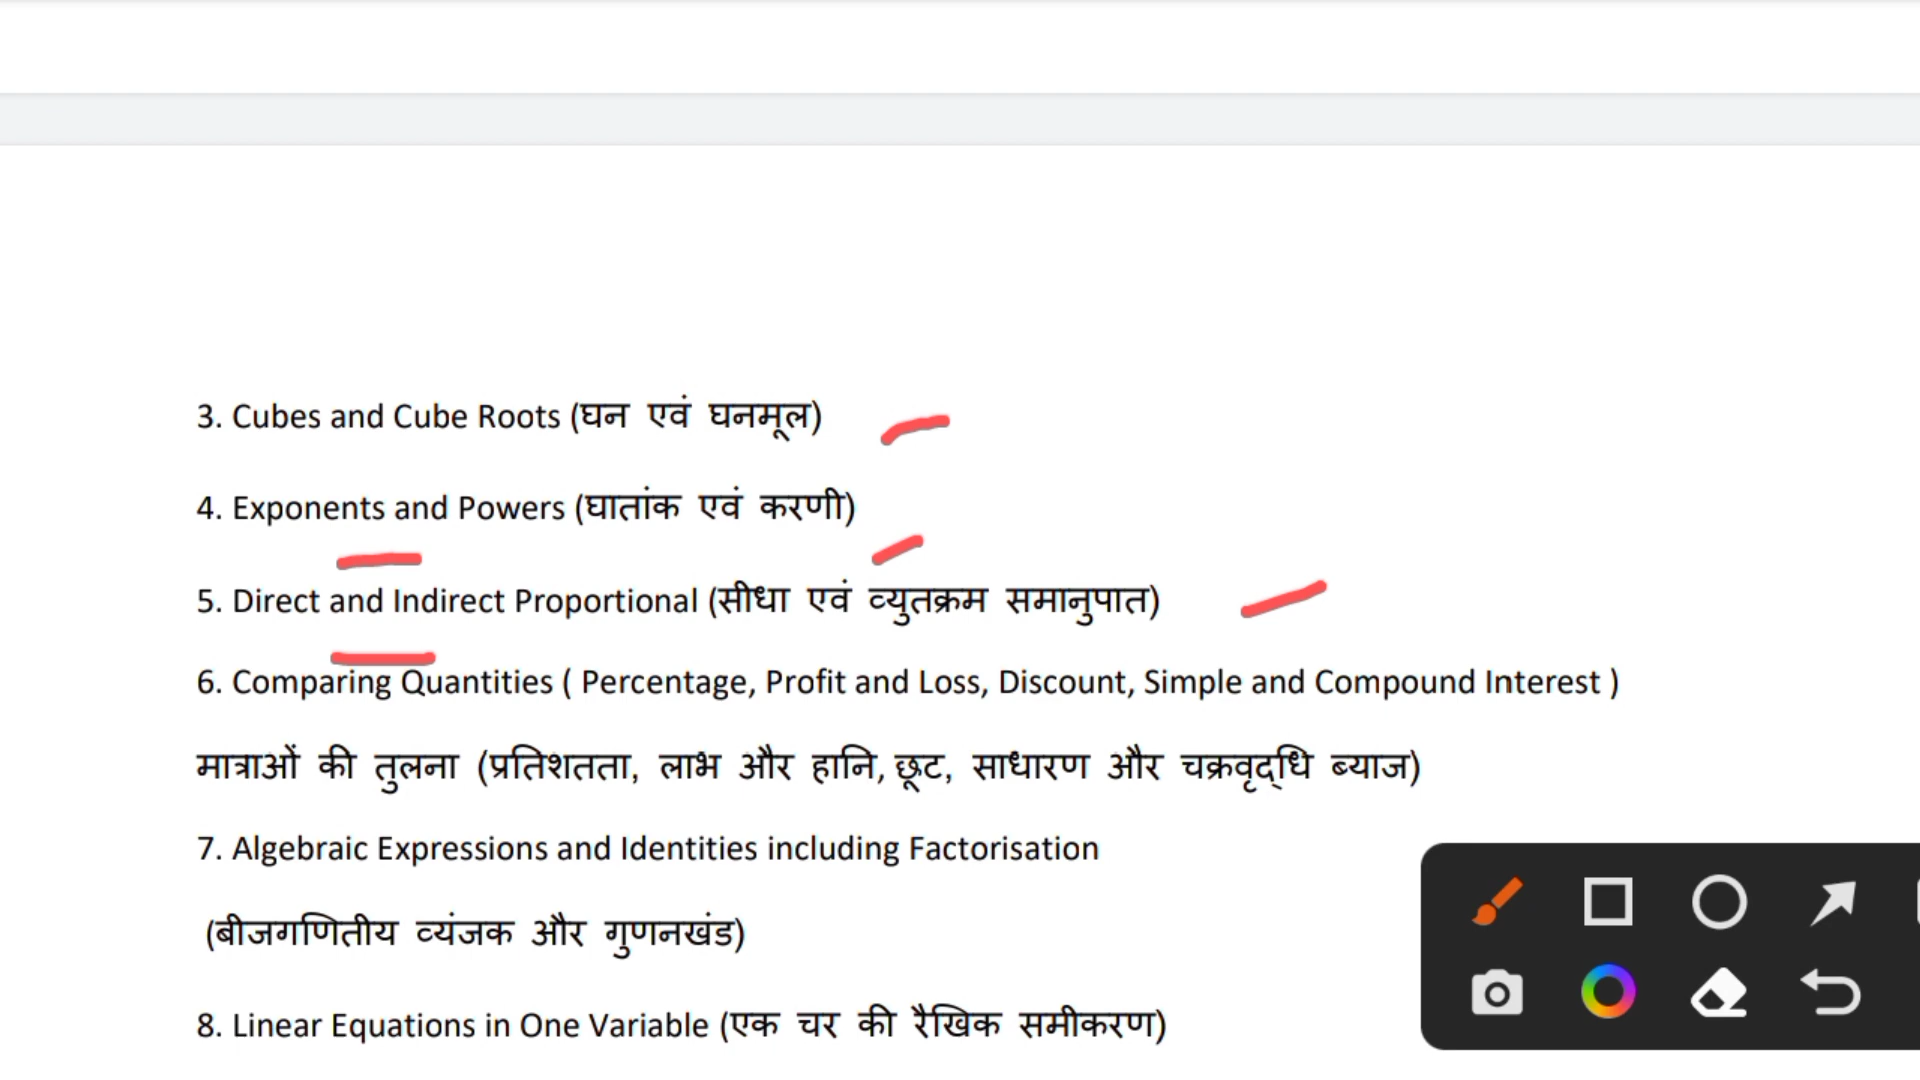 3. Cubes and Cube Roots (घन एवं घनमूल)
4. Exponents and Powers (घातांक एवं करणी)
5. Direct and Indirect Proportional (सीधा एवं व्युतक्रम समानुपात)
6. Comparing Quantities ( Percentage, Profit and Loss, Discount, Simple and Compound Interest )
मात्राओं की तुलना (प्रतिशतता, लाभ और हानि, छूट, साधारण और चक्रवृद्धि ब्याज)
7. Algebraic Expressions and Identities including Factorisation
(बीजगणितीय व्यंजक और गुणनखंड)
8. Linear Equations in One Variable (एक चर की रैखिक समीकरण)